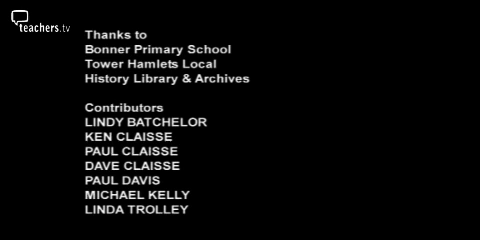 teachers.tv
Thanks to
Bonner Primary School
Tower Hamlets Local
History Library & Archives
Contributors
LINDY BATCHELOR
KEN CLAISSE
PAUL CLAISSE
DAVE CLAISSE
PAUL DAVIS
MICHAEL KELLY
LINDA TROLLEY